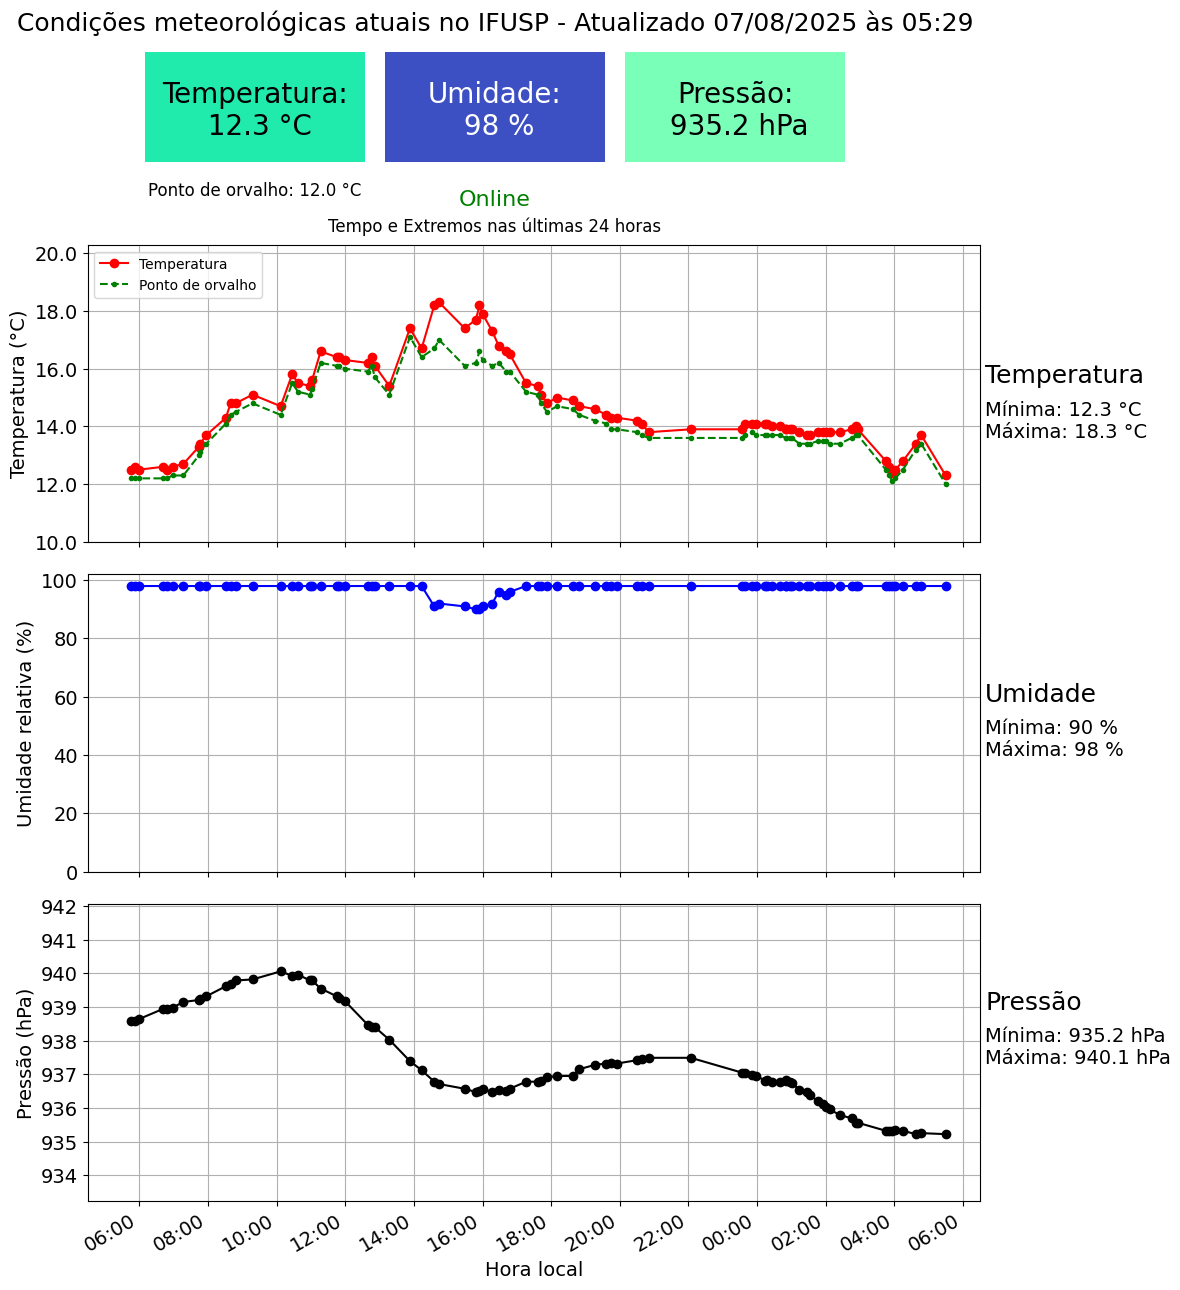 Condições meteorológicas atuais no IFUSP - Atualizado 07/08/2025 às 05:29
Temperatura:
12.3 °C
Umidade:
98 %
Pressão:
935.2 hPa
Ponto de orvalho: 12.0 °C
Online
Tempo e Extremos nas últimas 24 horas
Temperatura (°C)
20.0
18.0
16.0
14.0
12.0
10.0
Temperatura
Ponto de orvalho
Temperatura
Mínima: 12.3 °C
Máxima: 18.3 °C
Umidade relativa (%)
100
80
60
40
20
0
Umidade
Mínima: 90 %
Máxima: 98 %
Pressão (hPa)
942
941
940
939
938
937
936
935
934
Pressão
Mínima: 935.2 hPa
Máxima: 940.1 hPa
06:00 08:00 10:00 12:00 14:00 16:00 18:00 20:00 22:00 00:00 02:00 04:00 06:00
Hora local